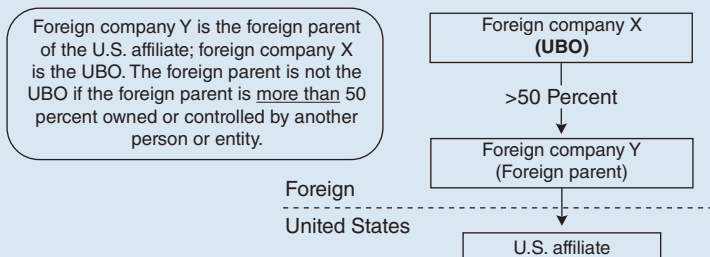 Foreign company Y is the foreign parent
of the U.S. affiliate; foreign company X
is the UBO. The foreign parent is not the
UBO if the foreign parent is more than 50
percent owned or controlled by another
person or entity.
Foreign company X
(UBO)
>50 Percent
Foreign company Y
(Foreign parent)
Foreign
United States
U.S. affiliate